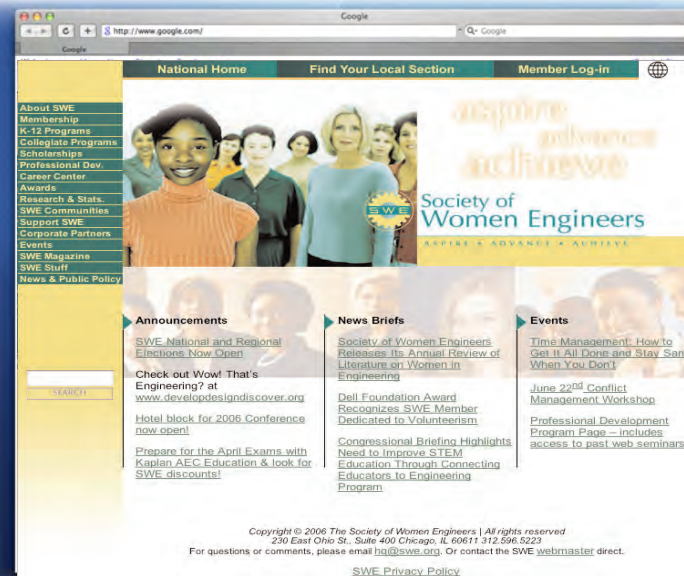 Google
http://www.google.com/
Google
Google
National Home Find Your Local Section Member Log-in
About SWE
Membership
K-12 Programs
Collegiate Programs
Scholarships
Professional Dev.
Career Center
Awards
Research & Stats.
SWE Communities
Support SWE
Corporate Partners
Events
SWE Magazine
SWE Stuff
News & Public Policy
SEARCH
aspire
advance
achieve
SWE
Society of
Women Engineers
ASPIRE • ADVANCE • ACHIEVE
Announcements
SWE National and Regional
Elections Now Open
Check out Wow! That's
Engineering? at
www.developdesigndiscover.org
Hotel block for 2006 Conference
now open!
Prepare for the April Exams with
Kaplan AEC Education & look for
SWE discounts!
News Briefs
Society of Women Engineers
Releases Its Annual Review of
Literature on Women in
Engineering
Dell Foundation Award
Recognizes SWE Member
Dedicated to Volunteerism
Congressional Briefing Highlights
Need to Improve STEM
Education Through Connecting
Educators to Engineering
Program
Events
Time Management: How to
Get It All Done and Stay San
When You Don't
June 22nd Conflict
Management Workshop
Professional Development
Program Page – includes
access to past web seminars
Copyright © 2006 The Society of Women Engineers | All rights reserved
230 East Ohio St., Suite 400 Chicago, IL 60611 312.596.5223
For questions or comments, please email hq@swe.org. Or contact the SWE webmaster direct.
SWE Privacy Policy